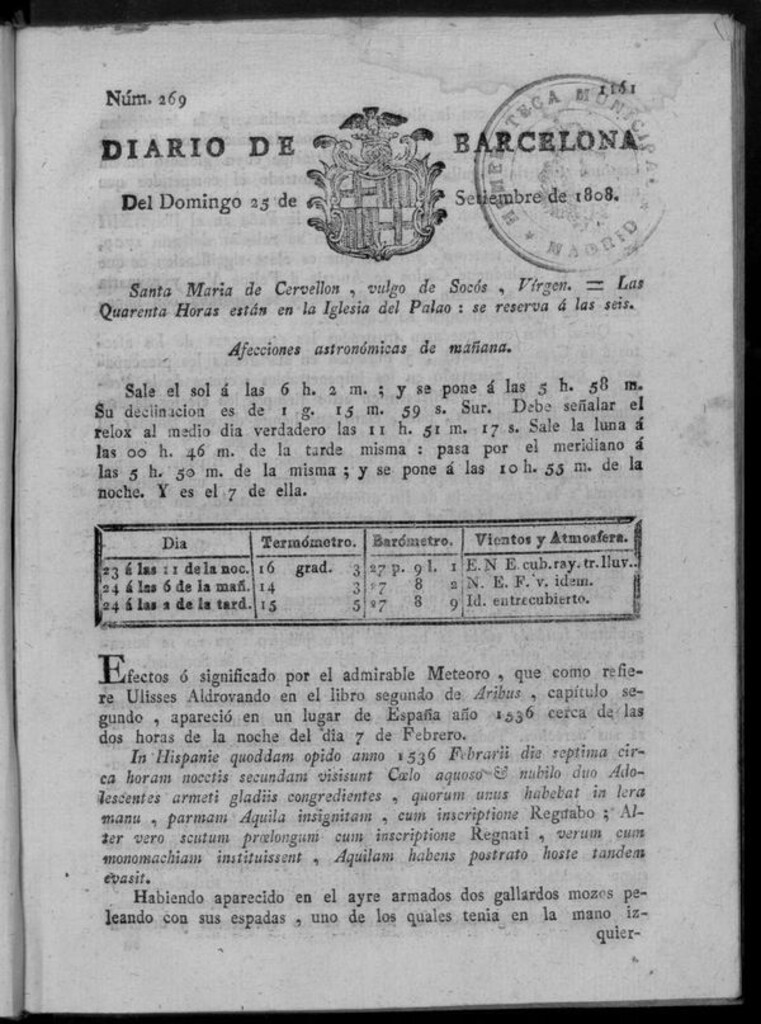 Núm. 269
1161
DIARIO DE BARCELONA
Del Domingo 25 de Setiembre de 1808.
HEMEROTECA MUNICIPAL
* MADRID *
Santa Maria de Cervellon , vulgo de Socós , Vírgen. = Las
Quarenta Horas están en la Iglesia del Palao : se reserva á las seis.
Afecciones astronómicas de mañana.
Sale el sol á las 6 h. 2 m. ; y se pone á las 5 h. 58 m.
Su declinacion es de 1 g. 15 m. 59 s. Sur. Debe señalar el
relox al medio dia verdadero las 11 h. 51 m. 17 s. Sale la luna á
las 00 h. 46 m. de la tarde misma : pasa por el meridiano á
las 5 h. 50 m. de la misma ; y se pone á las 10 h. 55 m. de la
noche. Y es el 7 de ella.
Dia Termómetro. Barómetro. Vientos y Atmosfera.
23 á las 11 de la noc. 16 grad. 3 27 p. 9 l. 1 E. N E. cub. ray. tr. lluv..
24 á las 6 de la mañ. 14 3 27 8 2 N. E. F. v. idem.
24 á las 2 de la tard. 15 5 27 8 9 Id. entrecubierto.
Efectos ó significado por el admirable Meteoro , que como refie-
re Ulisses Aldrovando en el libro segundo de Aribus , capítulo se-
gundo , apareció en un lugar de España año 1536 cerca de las
dos horas de la noche del dia 7 de Febrero.
In Hispanie quoddam opido anno 1536 Febrarii die septima cir-
ca horam nocctis secundam visisunt Cœlo aquoso & nubilo duo Ado-
lescentes armeti gladiis congredientes , quorum unus habebat in lera
manu , parmam Aquila insignitam , cum inscriptione Regnabo ; Al-
ter vero scutum prœlongum cum inscriptione Regnati , verum cum
monomachiam instituissent , Aquilam habens postrato hoste tandem
evasit.
Habiendo aparecido en el ayre armados dos gallardos mozos pe-
leando con sus espadas , uno de los quales tenia en la mano iz-
quier-